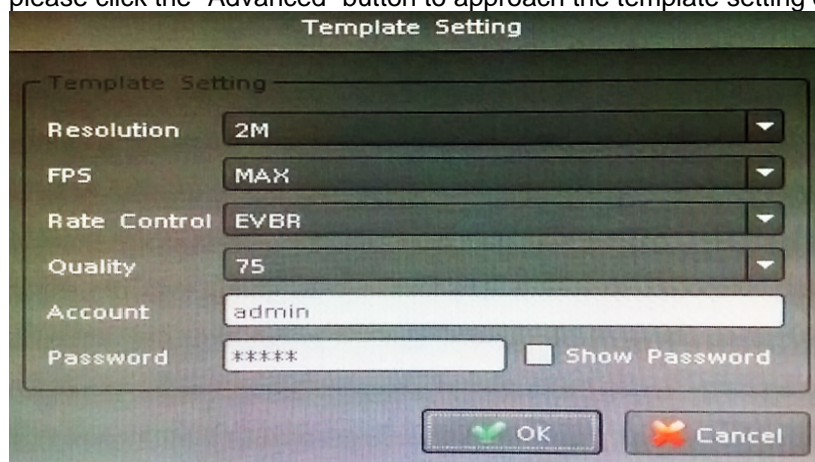 please click the "Advanced" button to approach the template setting
Template Setting
Template Setting
Resolution 2M
FPS MAX
Rate Control EVBR
Quality 75
Account admin
Password ***** Show Password
OK Cancel